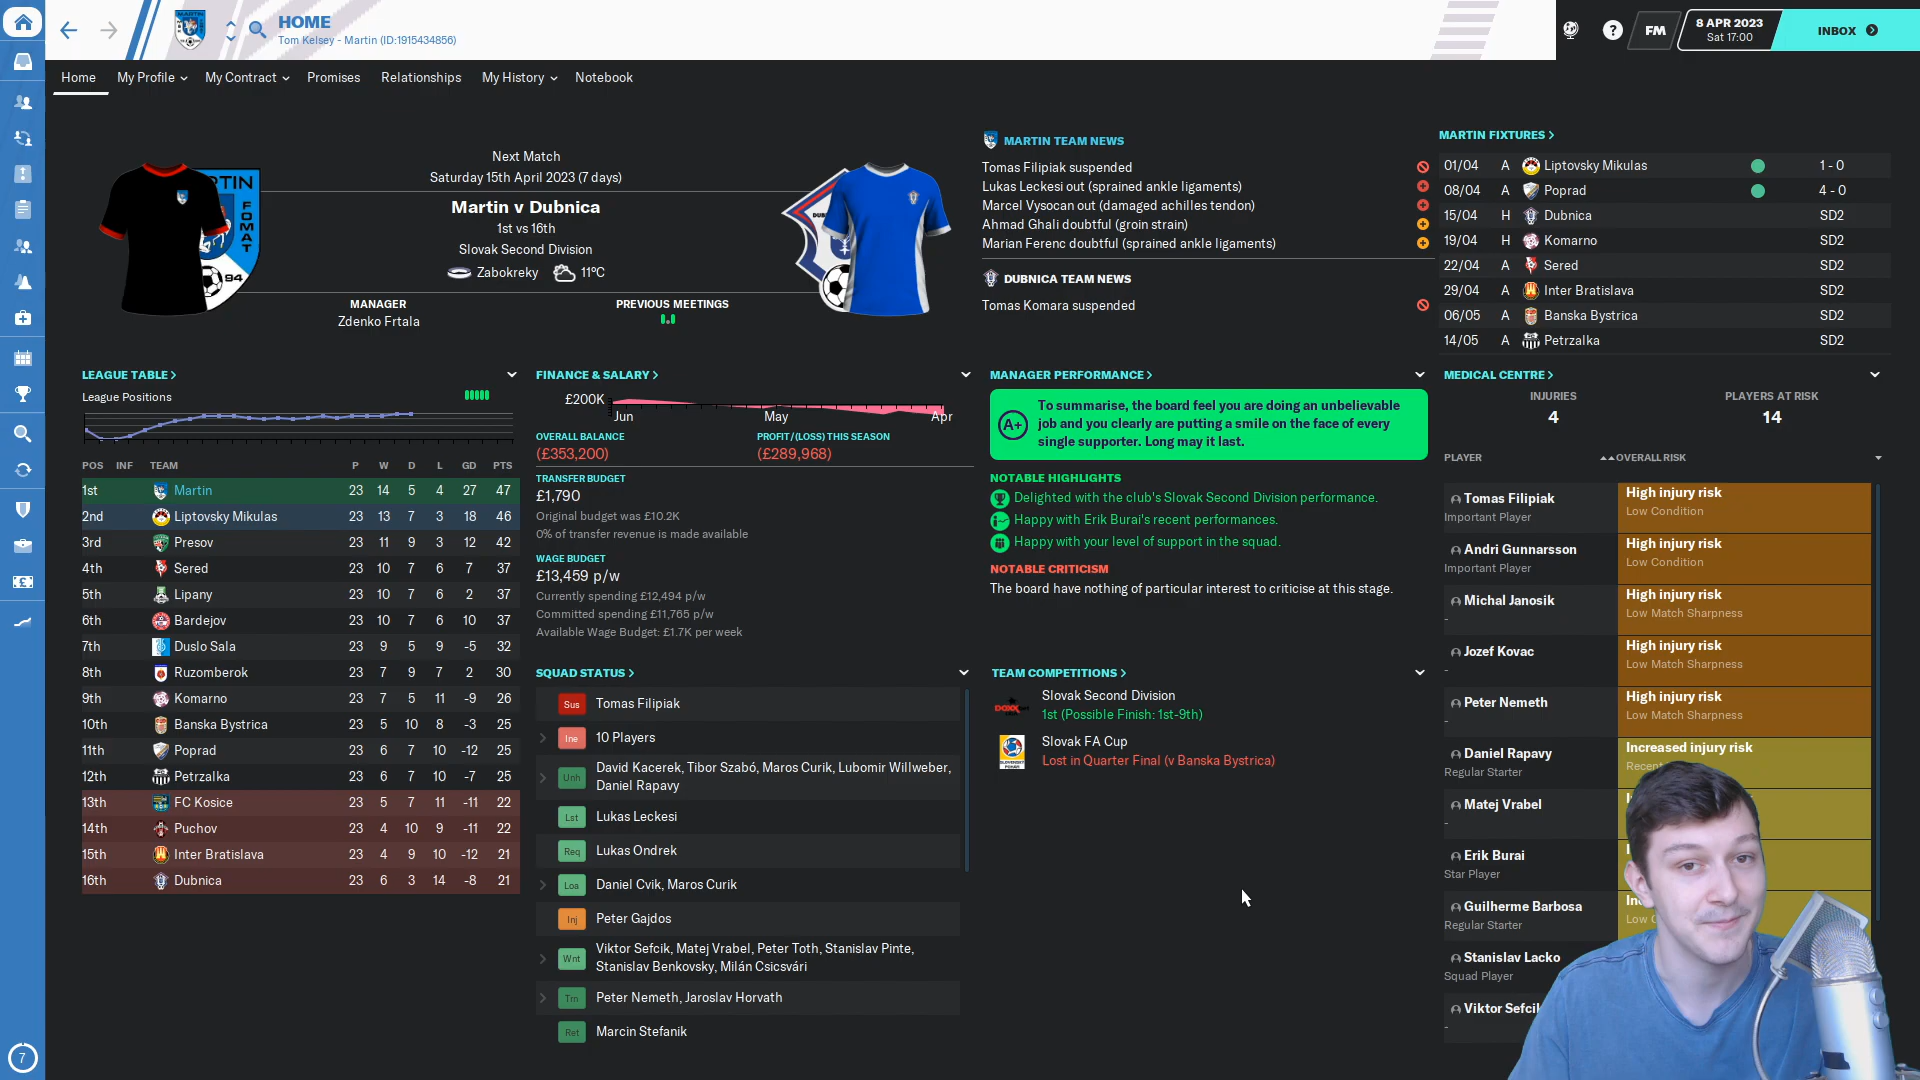 HOME
Tom Kelsey - Martin (ID:1915434856)
FM
8 APR 2023
Sat 17:00
INBOX
Home
My Profile
My Contract
Promises
Relationships
My History
Notebook
Next Match
Saturday 15th April 2023 (7 days)
Martin v Dubnica
1st vs 16th
Slovak Second Division
Zabokreky 11°C
MANAGER
Zdenko Frtala
PREVIOUS MEETINGS
MARTIN TEAM NEWS
Tomas Filipiak suspended
Lukas Leckesi out (sprained ankle ligaments)
Marcel Vysocan out (damaged achilles tendon)
Ahmad Ghali doubtful (groin strain)
Marian Ferenc doubtful (sprained ankle ligaments)
DUBNICA TEAM NEWS
Tomas Komara suspended
MARTIN FIXTURES
01/04 A Liptovsky Mikulas 1 - 0
08/04 A Poprad 4 - 0
15/04 H Dubnica SD2
19/04 H Komarno SD2
22/04 A Sered SD2
29/04 A Inter Bratislava SD2
06/05 A Banska Bystrica SD2
14/05 A Petrzalka SD2
LEAGUE TABLE
League Positions
POS INF TEAM P W D L GD PTS
1st Martin 23 14 5 4 27 47
2nd Liptovsky Mikulas 23 13 7 3 18 46
3rd Presov 23 11 9 3 12 42
4th Sered 23 10 7 6 7 37
5th Lipany 23 10 7 6 2 37
6th Bardejov 23 10 7 6 10 37
7th Duslo Sala 23 9 5 9 -5 32
8th Ruzomberok 23 7 9 7 2 30
9th Komarno 23 7 5 11 -9 26
10th Banska Bystrica 23 5 10 8 -3 25
11th Poprad 23 6 7 10 -12 25
12th Petrzalka 23 6 7 10 -7 25
13th FC Kosice 23 5 7 11 -11 22
14th Puchov 23 4 10 9 -11 22
15th Inter Bratislava 23 4 9 10 -12 21
16th Dubnica 23 6 3 14 -8 21
FINANCE & SALARY
£200K
Jun May Apr
OVERALL BALANCE
(£353,200)
PROFIT/(LOSS) THIS SEASON
(£289,968)
TRANSFER BUDGET
£1,790
Original budget was £10.2K
0% of transfer revenue is made available
WAGE BUDGET
£13,459 p/w
Currently spending £12,494 p/w
Committed spending £11,765 p/w
Available Wage Budget: £1.7K per week
SQUAD STATUS
Sus Tomas Filipiak
Ine 10 Players
Unh David Kacerek, Tibor Szabó, Maros Curik, Lubomir Willweber,
Daniel Rapavy
Lst Lukas Leckesi
Req Lukas Ondrek
Loa Daniel Cvik, Maros Curik
Inj Peter Gajdos
Wnt Viktor Sefcik, Matej Vrabel, Peter Toth, Stanislav Pinte,
Stanislav Benkovsky, Milán Csicsvári
Trn Peter Nemeth, Jaroslav Horvath
Ret Marcin Stefanik
MANAGER PERFORMANCE
A+
To summarise, the board feel you are doing an unbelievable
job and you clearly are putting a smile on the face of every
single supporter. Long may it last.
NOTABLE HIGHLIGHTS
Delighted with the club's Slovak Second Division performance.
Happy with Erik Burai's recent performances.
Happy with your level of support in the squad.
NOTABLE CRITICISM
The board have nothing of particular interest to criticise at this stage.
TEAM COMPETITIONS
Slovak Second Division
1st (Possible Finish: 1st-9th)
Slovak FA Cup
Lost in Quarter Final (v Banska Bystrica)
MEDICAL CENTRE
INJURIES
4
PLAYERS AT RISK
14
PLAYER OVERALL RISK
Tomas Filipiak High injury risk
Important Player Low Condition
Andri Gunnarsson High injury risk
Important Player Low Condition
Michal Janosik High injury risk
- Low Match Sharpness
Jozef Kovac High injury risk
- Low Match Sharpness
Peter Nemeth High injury risk
- Low Match Sharpness
Daniel Rapavy Increased injury risk
Regular Starter
Matej Vrabel
-
Erik Burai
Star Player
Guilherme Barbosa
Regular Starter
Stanislav Lacko
Squad Player
Viktor Sefcik
-
7